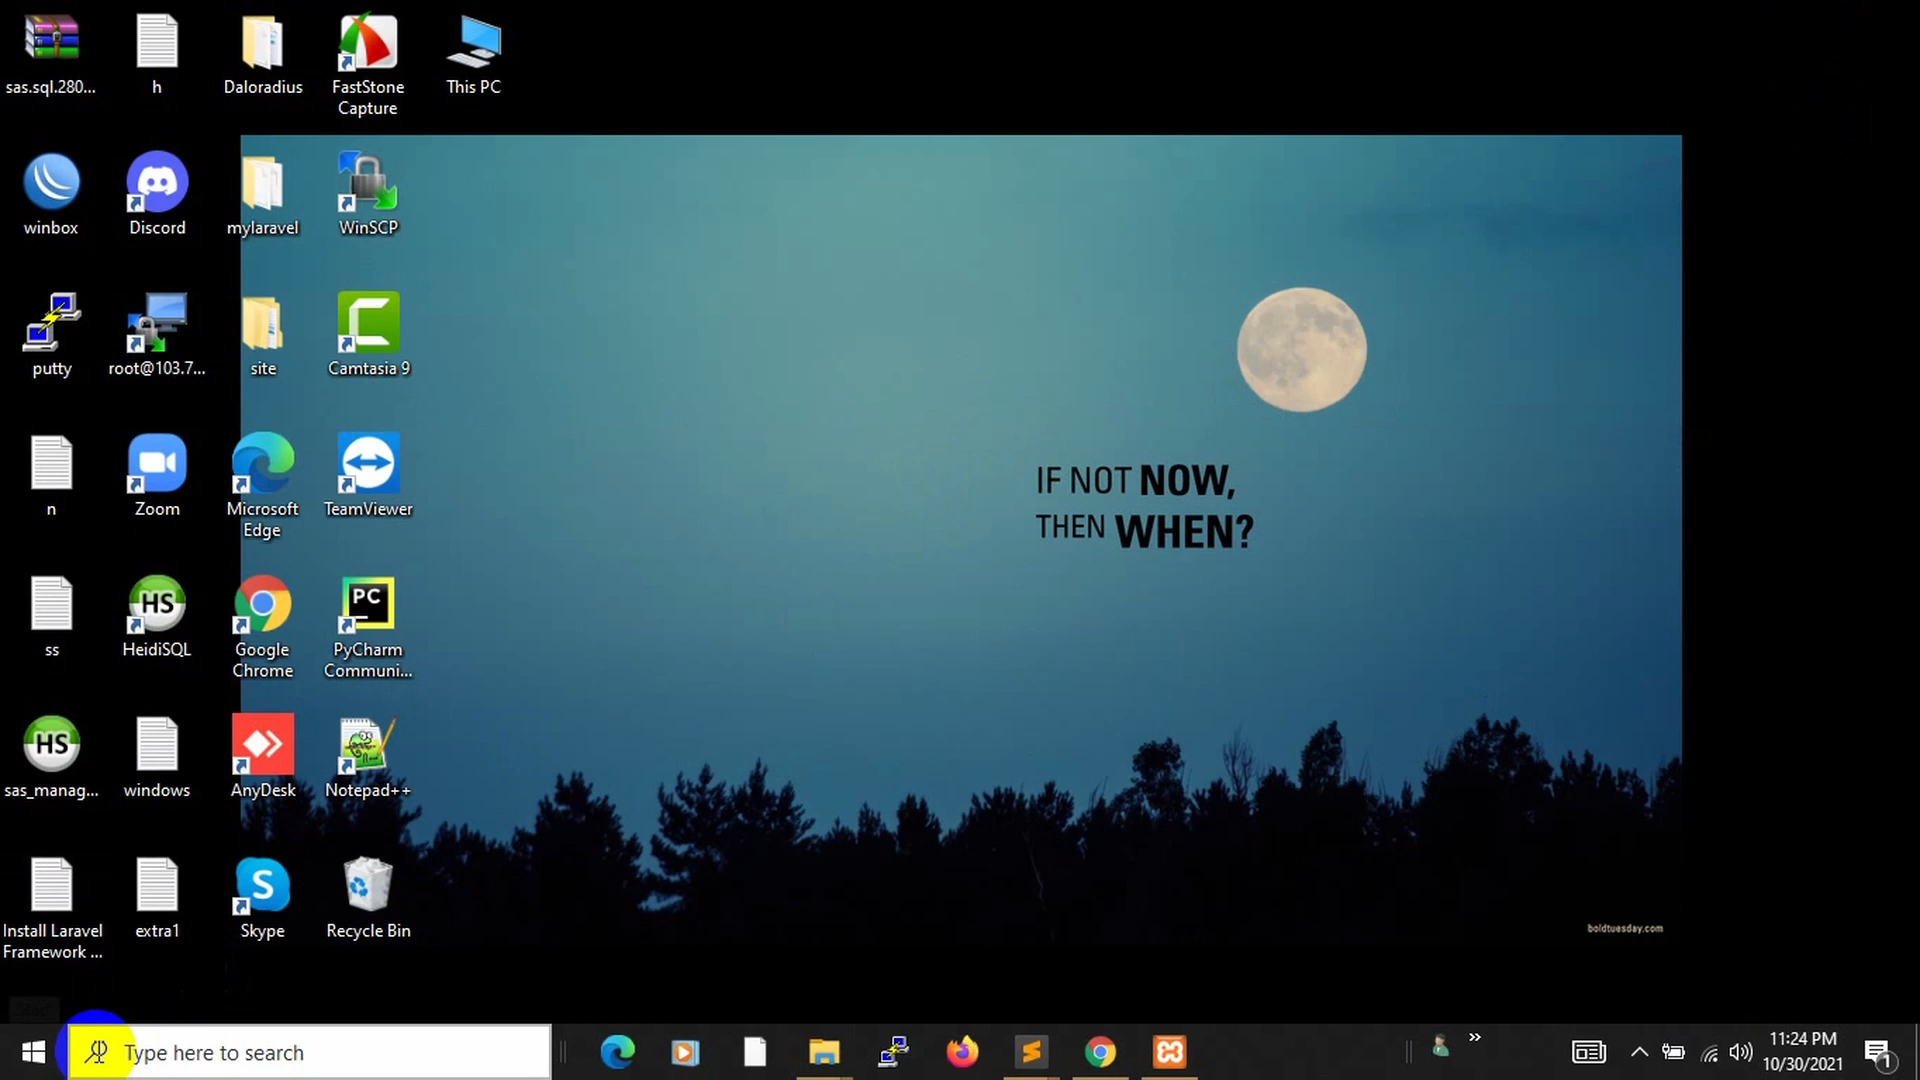 sas.sql.280...
h
Daloradius
FastStone
Capture
This PC
winbox
Discord
mylaravel
WinSCP
putty
root@103.7...
site
Camtasia 9
n
Zoom
Microsoft
Edge
TeamViewer
ss
HeidiSQL
Google
Chrome
PyCharm
Communi...
sas_manag...
windows
AnyDesk
Notepad++
Install Laravel
Framework ...
extra1
Skype
Recycle Bin
IF NOT NOW,
THEN WHEN?
boldtuesday.com
Type here to search
11:24 PM
10/30/2021
1